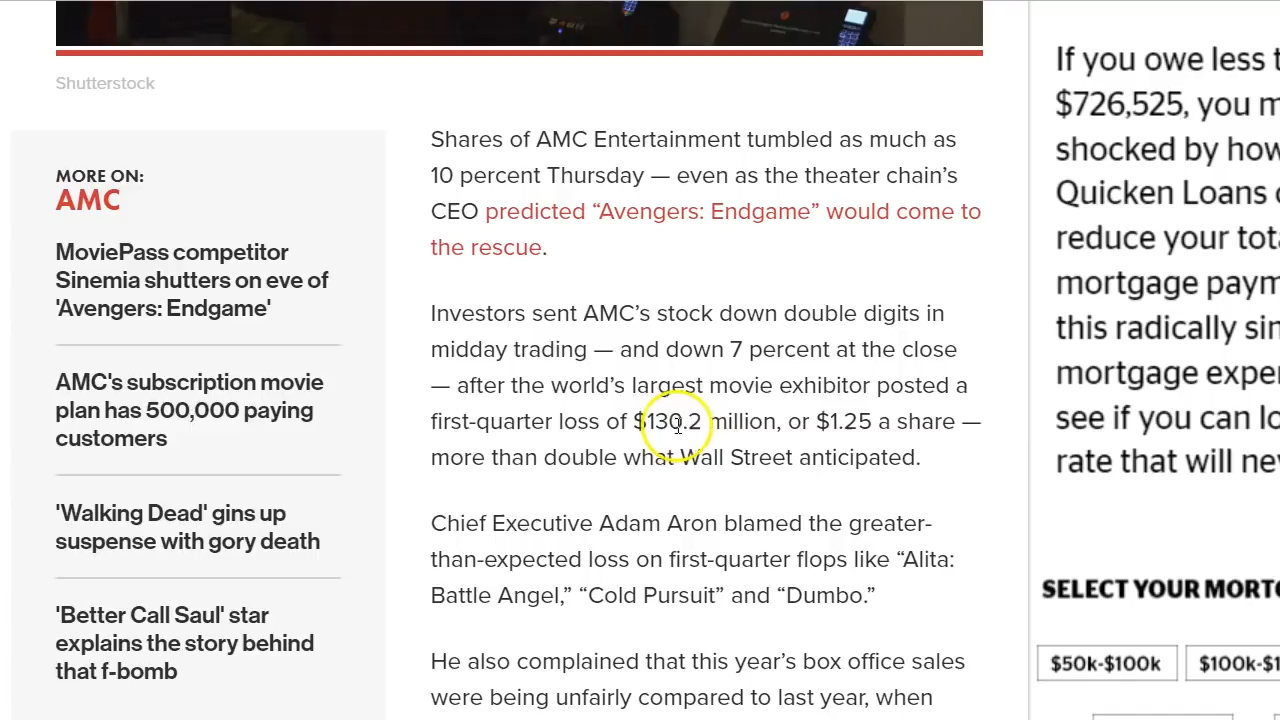 Shutterstock
MORE ON:
AMC
MoviePass competitor
Sinemia shutters on eve of
'Avengers: Endgame'
AMC's subscription movie
plan has 500,000 paying
customers
'Walking Dead' gins up
suspense with gory death
'Better Call Saul' star
explains the story behind
that f-bomb
Shares of AMC Entertainment tumbled as much as
10 percent Thursday — even as the theater chain’s
CEO predicted “Avengers: Endgame” would come to
the rescue.
Investors sent AMC’s stock down double digits in
midday trading — and down 7 percent at the close
— after the world’s largest movie exhibitor posted a
first-quarter loss of $130.2 million, or $1.25 a share —
more than double what Wall Street anticipated.
Chief Executive Adam Aron blamed the greater-
than-expected loss on first-quarter flops like “Alita:
Battle Angel,” “Cold Pursuit” and “Dumbo.”
He also complained that this year’s box office sales
were being unfairly compared to last year, when
If you owe less t
$726,525, you m
shocked by how
Quicken Loans c
reduce your tota
mortgage paym
this radically sim
mortgage expe
see if you can lo
rate that will nev
SELECT YOUR MORTG
$50k-$100k
$100k-$1